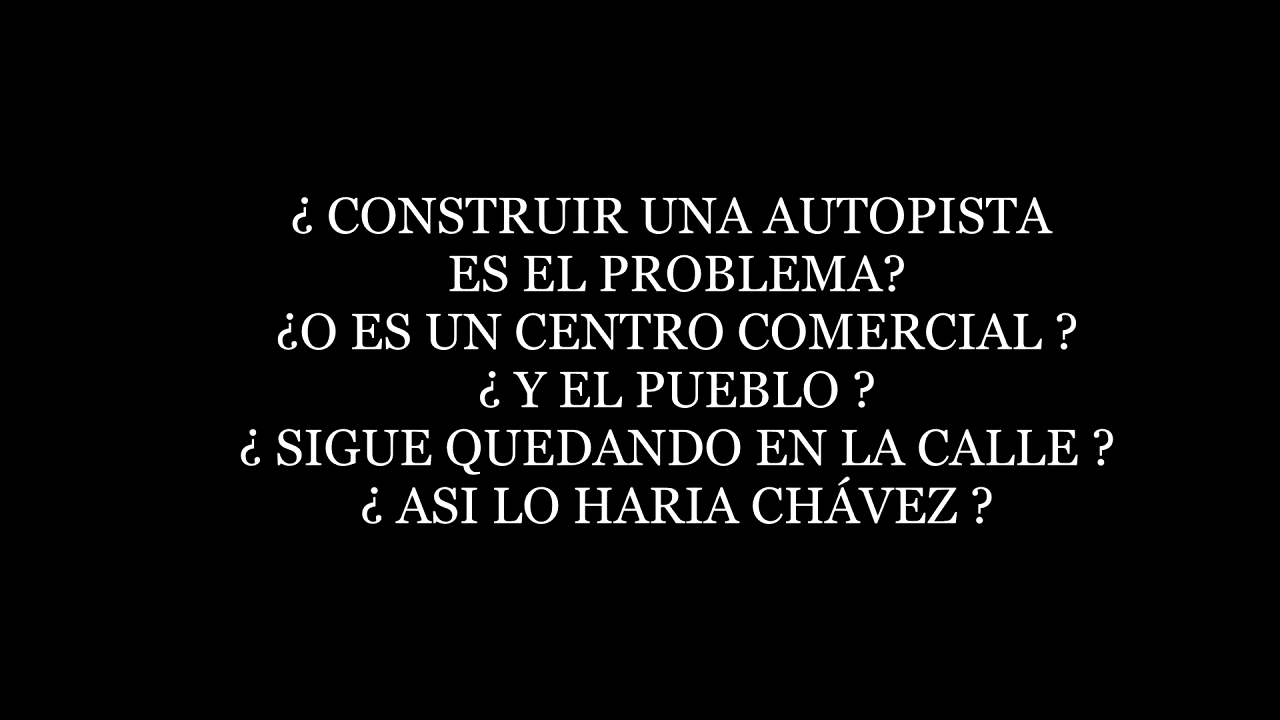 ¿ CONSTRUIR UNA AUTOPISTA
ES EL PROBLEMA?
¿O ES UN CENTRO COMERCIAL ?
¿ Y EL PUEBLO ?
¿ SIGUE QUEDANDO EN LA CALLE ?
¿ ASI LO HARIA CHÁVEZ ?